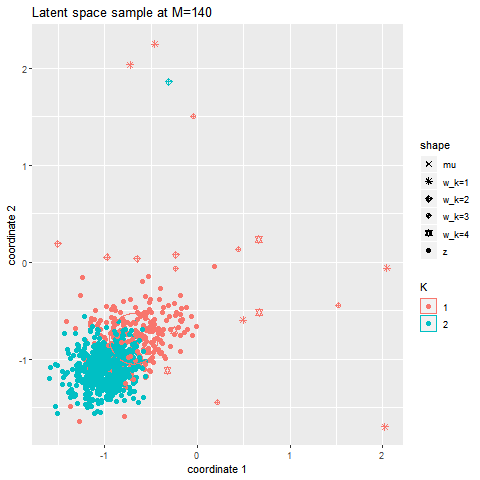 Latent space sample at M=140
coordinate 2
2
1
0
-1
-1
0
1
2
coordinate 1
shape
mu
w_k=1
w_k=2
w_k=3
w_k=4
z
K
1
2